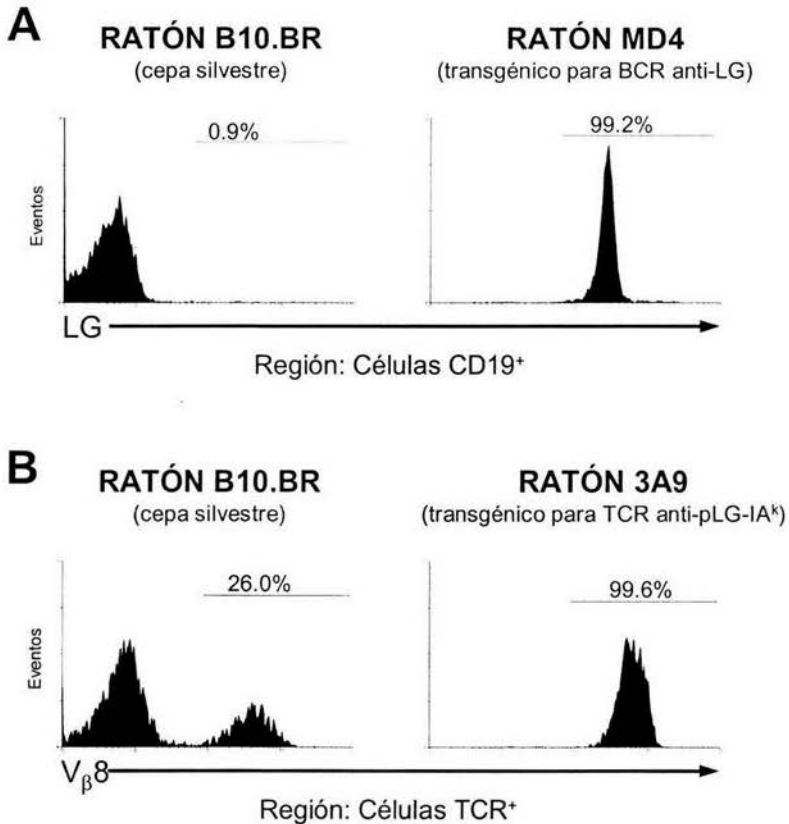 A
RATÓN B10.BR
(cepa silvestre)
RATÓN MD4
(transgénico para BCR anti-LG)
0.9%
99.2%
Eventos
LG
Región: Células CD19⁺
B
RATÓN B10.BR
(cepa silvestre)
RATÓN 3A9
(transgénico para TCR anti-pLG-IAᵏ)
26.0%
99.6%
Eventos
Vβ8
Región: Células TCR⁺